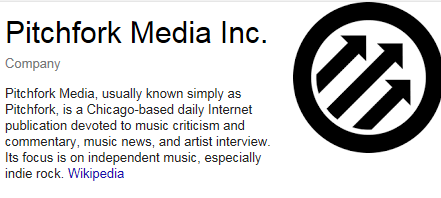 Pitchfork Media Inc.
Company
Pitchfork Media, usually known simply as
Pitchfork, is a Chicago-based daily Internet
publication devoted to music criticism and
commentary, music news, and artist interview.
Its focus is on independent music, especially
indie rock. Wikipedia